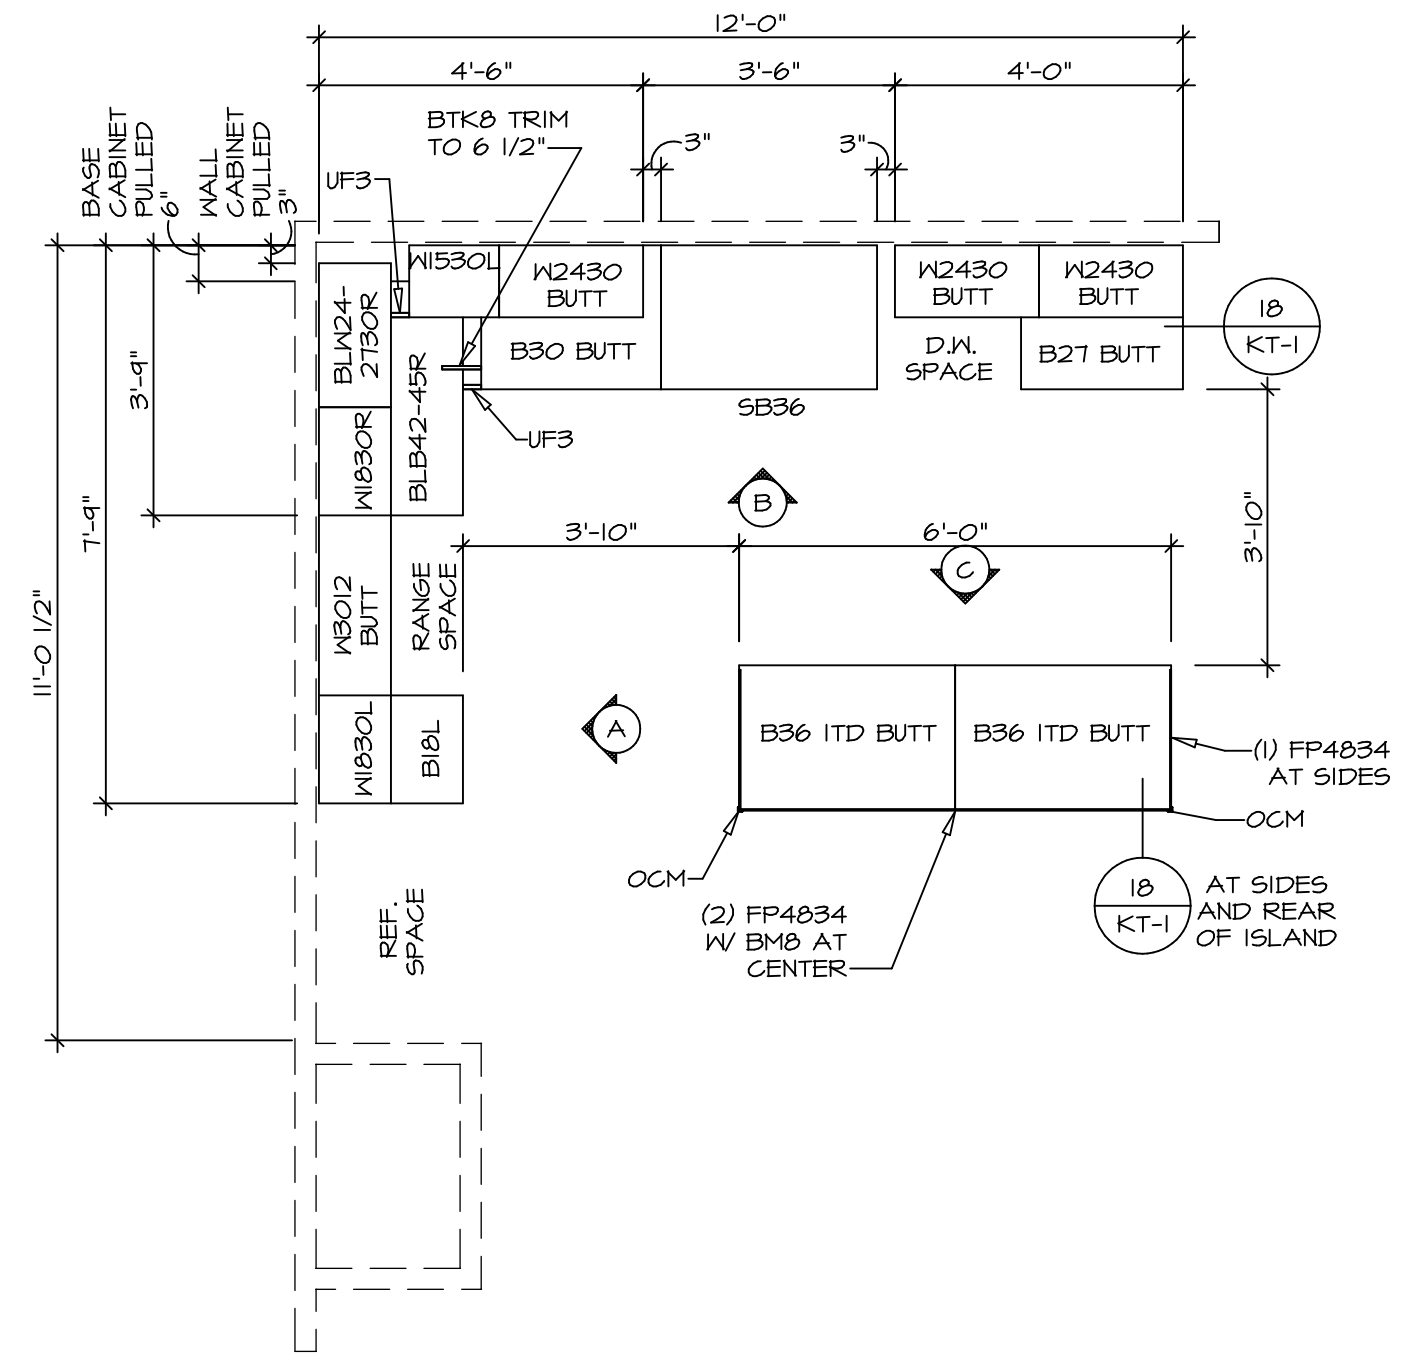 12'-0"
4'-6"
3'-6"
4'-0"
BTK8 TRIM
TO 6 1/2"
3"
3"
BASE
CABINET
PULLED
6"
WALL
CABINET
PULLED
3"
UF3
W1530L
W2430
BUTT
W2430
BUTT
W2430
BUTT
18
KT-1
BLW24-
2730R
B30 BUTT
D.W.
SPACE
B27 BUTT
3'-9"
BLB42-45R
SB36
UF3
W1830R
7'-9"
B
3'-10"
6'-0"
3'-10"
C
W3012
BUTT
RANGE
SPACE
11'-0 1/2"
W1830L
B18L
A
B36 1TD BUTT
B36 1TD BUTT
(1) FP4834
AT SIDES
OCM
OCM
(2) FP4834
W/ BM8 AT
CENTER
18
KT-1
AT SIDES
AND REAR
OF ISLAND
REF.
SPACE